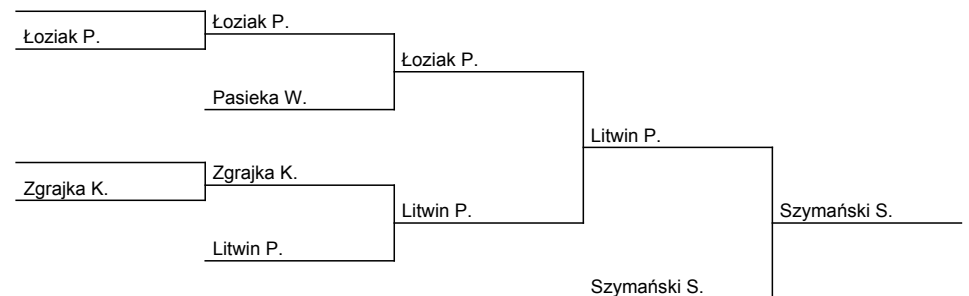 Łoziak P.
Łoziak P.
Łoziak P.
Pasieka W.
Litwin P.
Zgrajka K.
Zgrajka K.
Litwin P.
Szymański S.
Litwin P.
Szymański S.